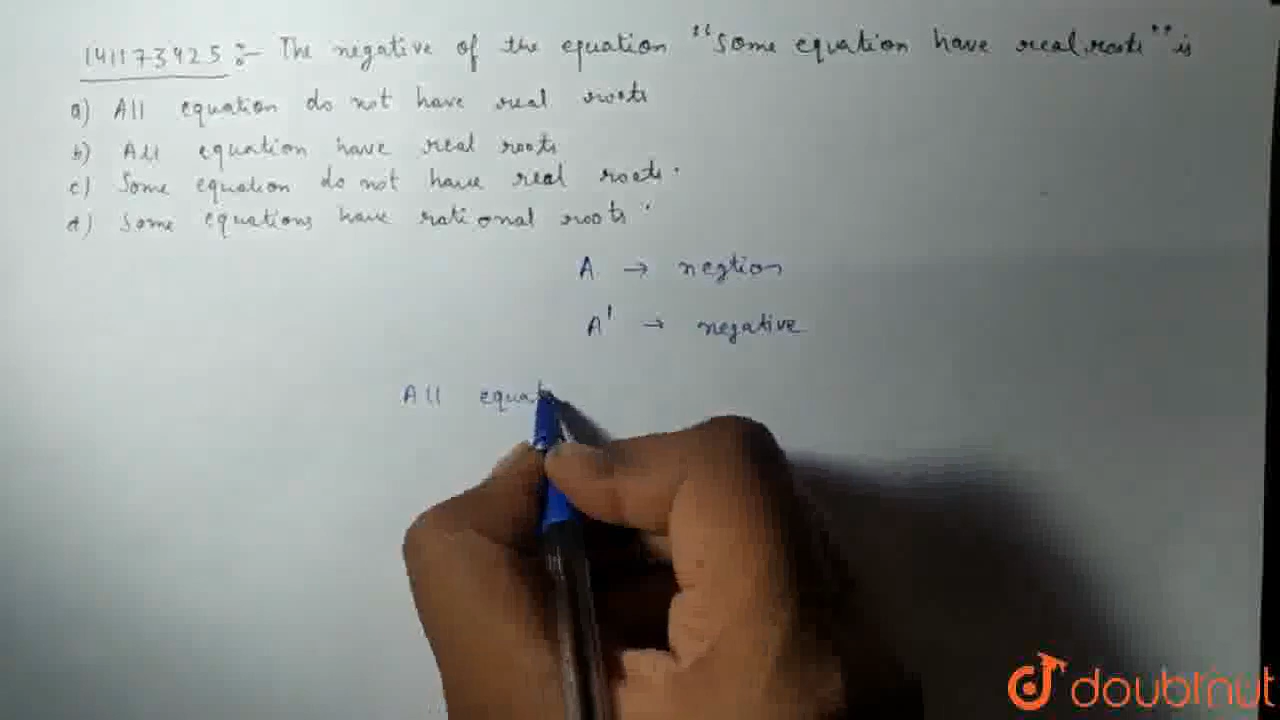 141173425 :- The negative of the equation "some equation have real roots" is
a) All equation do not have real roots
b) All equation have real roots
c) Some equation do not have real roots.
d) Some equations have rational roots.
A → negtion
A' → negative
All equat
doubtnut